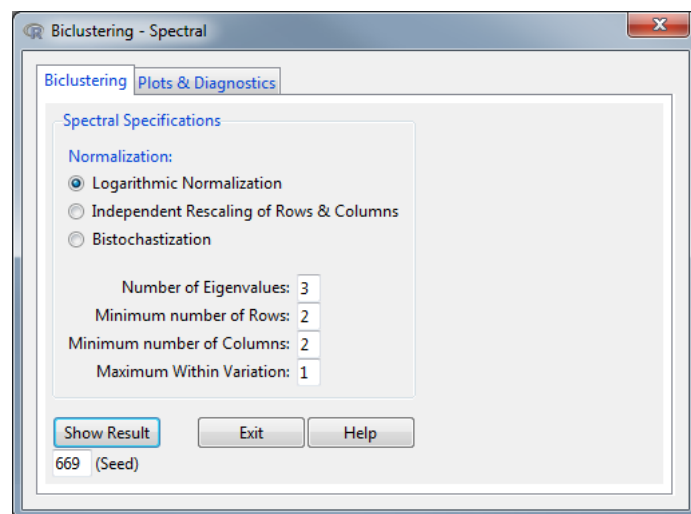 Biclustering - Spectral
Biclustering Plots & Diagnostics
Spectral Specifications
Normalization:
Logarithmic Normalization
Independent Rescaling of Rows & Columns
Bistochastization
Number of Eigenvalues: 3
Minimum number of Rows: 2
Minimum number of Columns: 2
Maximum Within Variation: 1
Show Result Exit Help
669 (Seed)